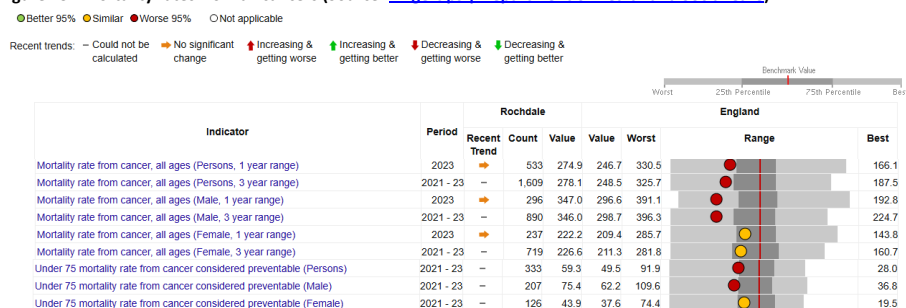 Better 95% Similar Worse 95% Not applicable
Recent trends: – Could not be calculated No significant change Increasing & getting worse Increasing & getting better Decreasing & getting worse Decreasing & getting better
Benchmark Value
Worst 25th Percentile 75th Percentile Bes
Rochdale England
Indicator Period Recent Trend Count Value Value Worst Range Best
Mortality rate from cancer, all ages (Persons, 1 year range) 2023 533 274.9 246.7 330.5 166.1
Mortality rate from cancer, all ages (Persons, 3 year range) 2021 - 23 – 1,609 278.1 248.5 325.7 187.5
Mortality rate from cancer, all ages (Male, 1 year range) 2023 296 347.0 296.6 391.1 192.8
Mortality rate from cancer, all ages (Male, 3 year range) 2021 - 23 – 890 346.0 298.7 396.3 224.7
Mortality rate from cancer, all ages (Female, 1 year range) 2023 237 222.2 209.4 285.7 143.8
Mortality rate from cancer, all ages (Female, 3 year range) 2021 - 23 – 719 226.6 211.3 281.8 160.7
Under 75 mortality rate from cancer considered preventable (Persons) 2021 - 23 – 333 59.3 49.5 91.9 28.0
Under 75 mortality rate from cancer considered preventable (Male) 2021 - 23 – 207 75.4 62.2 109.6 36.8
Under 75 mortality rate from cancer considered preventable (Female) 2021 - 23 – 126 43.9 37.6 74.4 19.5